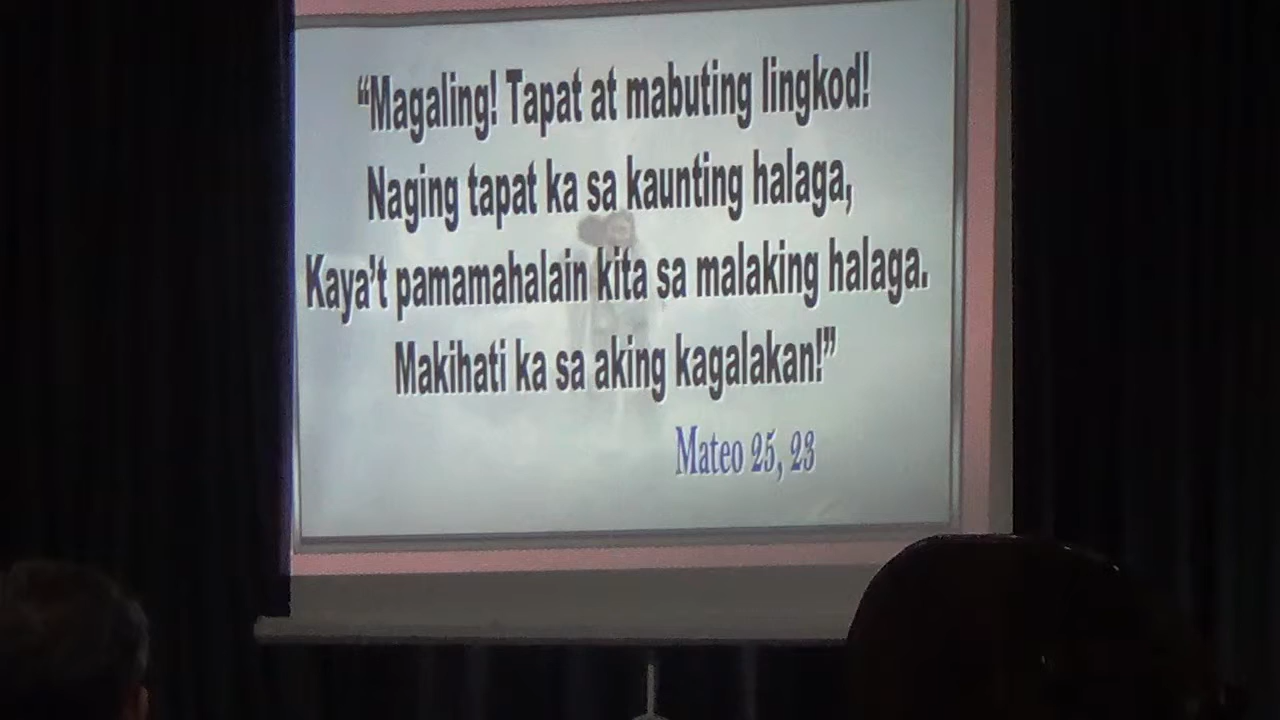 “Magaling! Tapat at mabuting lingkod!
Naging tapat ka sa kaunting halaga,
Kaya’t pamamahalain kita sa malaking halaga.
Makihati ka sa aking kagalakan!”
Mateo 25, 23